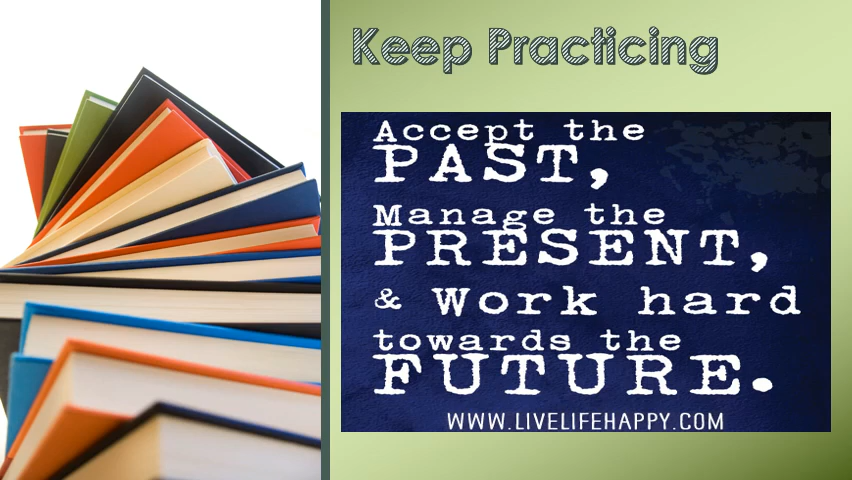 Keep Practicing
Accept the
PAST,
Manage the
PRESENT,
& Work hard
towards the
FUTURE.
WWW.LIVELIFEHAPPY.COM